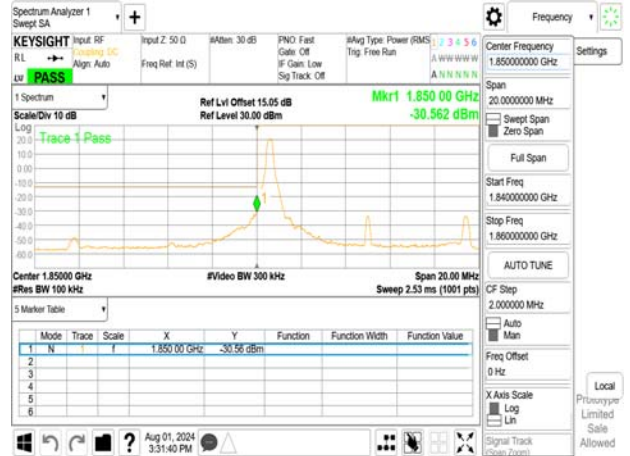 Spectrum Analyzer 1
Swept SA
+
Frequency
KEYSIGHT
RL
PASS
Input: RF
Coupling: DC
Align: Auto
Input Z: 50 Ω
Freq Ref: Int (S)
#Atten: 30 dB
PNO: Fast
Gate: Off
IF Gain: Low
Sig Track: Off
#Avg Type: Power (RMS
Trig: Free Run
1 2 3 4 5 6
A W W W W W
A N N N N N
1 Spectrum
Scale/Div 10 dB
Ref Lvl Offset 15.05 dB
Ref Level 30.00 dBm
Mkr1 1.850 00 GHz
-30.562 dBm
Log
Trace 1 Pass
20.0
10.0
0.00
-10.0
-20.0
-30.0
-40.0
-50.0
-60.0
1
Center 1.85000 GHz
#Res BW 100 kHz
#Video BW 300 kHz
Span 20.00 MHz
Sweep 2.53 ms (1001 pts)
5 Marker Table
Mode Trace Scale X Y Function Function Width Function Value
1 N 1 f 1.850 00 GHz -30.56 dBm
2
3
4
5
6
Aug 01, 2024
3:31:40 PM
?
Center Frequency
1.850000000 GHz
Settings
Span
20.0000000 MHz
Swept Span
Zero Span
Full Span
Start Freq
1.840000000 GHz
Stop Freq
1.860000000 GHz
AUTO TUNE
CF Step
2.000000 MHz
Auto
Man
Freq Offset
0 Hz
X Axis Scale
Log
Lin
Signal Track
(Span Zoom)
Local
Prototype
Limited
Sale
Allowed